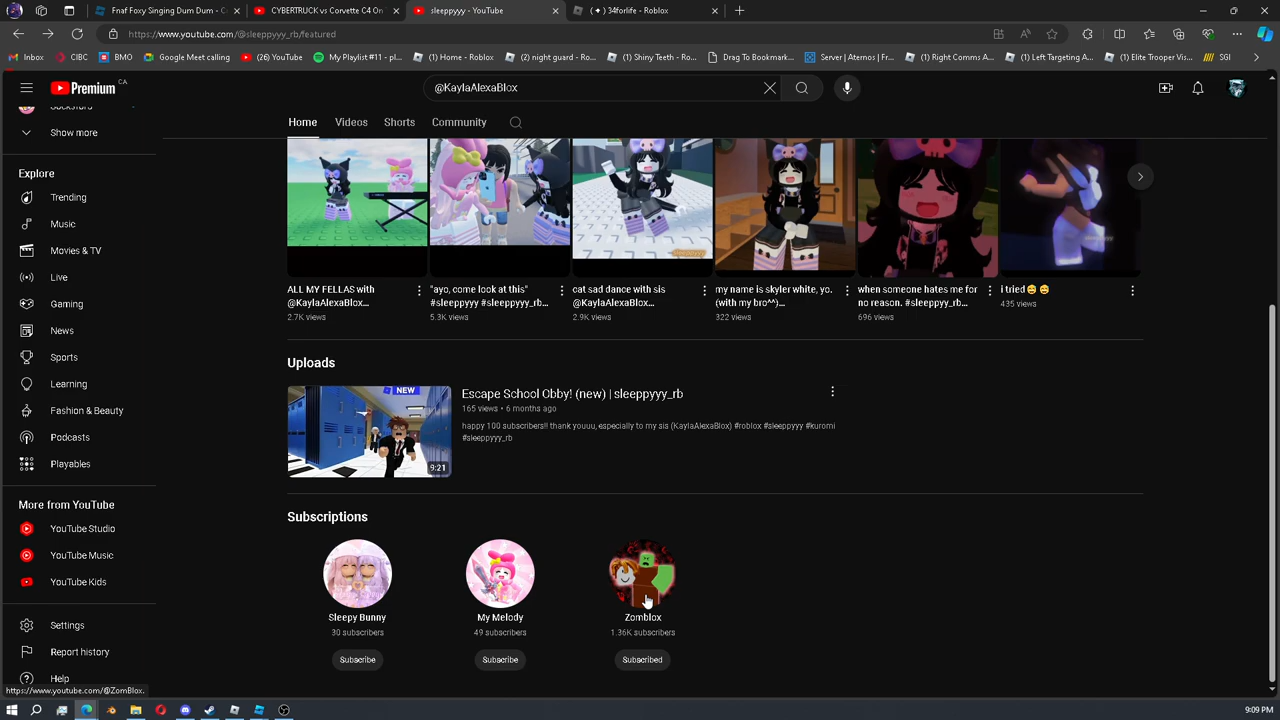 Fnaf Foxy Singing Dum Dum - C
CYBERTRUCK vs Corvette C4 On
sleeppyyy - YouTube
( ✦ ) 34forlife - Roblox
https://www.youtube.com/@sleeppyyy_rb/featured
Inbox
CIBC
BMO
Google Meet calling
(26) YouTube
My Playlist #11 - pl...
(1) Home - Roblox
(2) night guard - Ro...
(1) Shiny Teeth - Ro...
Drag To Bookmark...
Server | Aternos | Fr...
(1) Right Comms A...
(1) Left Targeting A...
(1) Elite Trooper Vis...
SGI
Premium
CA
@KaylaAlexaBlox
Home
Videos
Shorts
Community
Show more
Explore
Trending
Music
Movies & TV
Live
Gaming
News
Sports
Learning
Fashion & Beauty
Podcasts
Playables
More from YouTube
YouTube Studio
YouTube Music
YouTube Kids
Settings
Report history
Help
ALL MY FELLAS with
@KaylaAlexaBlox...
2.7K views
"ayo, come look at this"
#sleeppyyy #sleeppyyy_rb...
5.3K views
cat sad dance with sis
@KaylaAlexaBlox...
2.9K views
my name is skyler white, yo.
(with my bro^^)...
322 views
when someone hates me for
no reason. #sleeppyy_rb...
696 views
i tried😔 😔
435 views
Uploads
NEW
9:21
Escape School Obby! (new) | sleeppyyy_rb
165 views • 6 months ago
happy 100 subscribers!! thank youuu, especially to my sis (KaylaAlexaBlox) #roblox #sleeppyyy #kuromi
#sleeppyyy_rb
Subscriptions
Sleepy Bunny
30 subscribers
Subscribe
My Melody
49 subscribers
Subscribe
Zomblox
1.36K subscribers
Subscribed
https://www.youtube.com/@ZomBlox.
9:09 PM